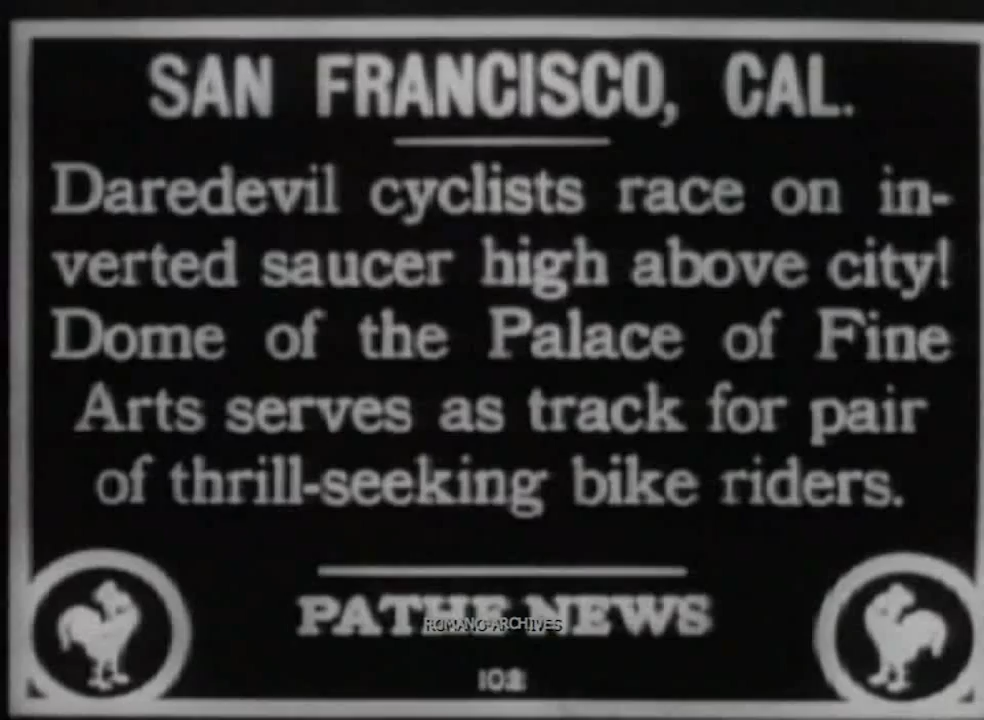 SAN FRANCISCO, CAL.
Daredevil cyclists race on in-
verted saucer high above city!
Dome of the Palace of Fine
Arts serves as track for pair
of thrill-seeking bike riders.
PATHE NEWS
ROMANO-ARCHIVES